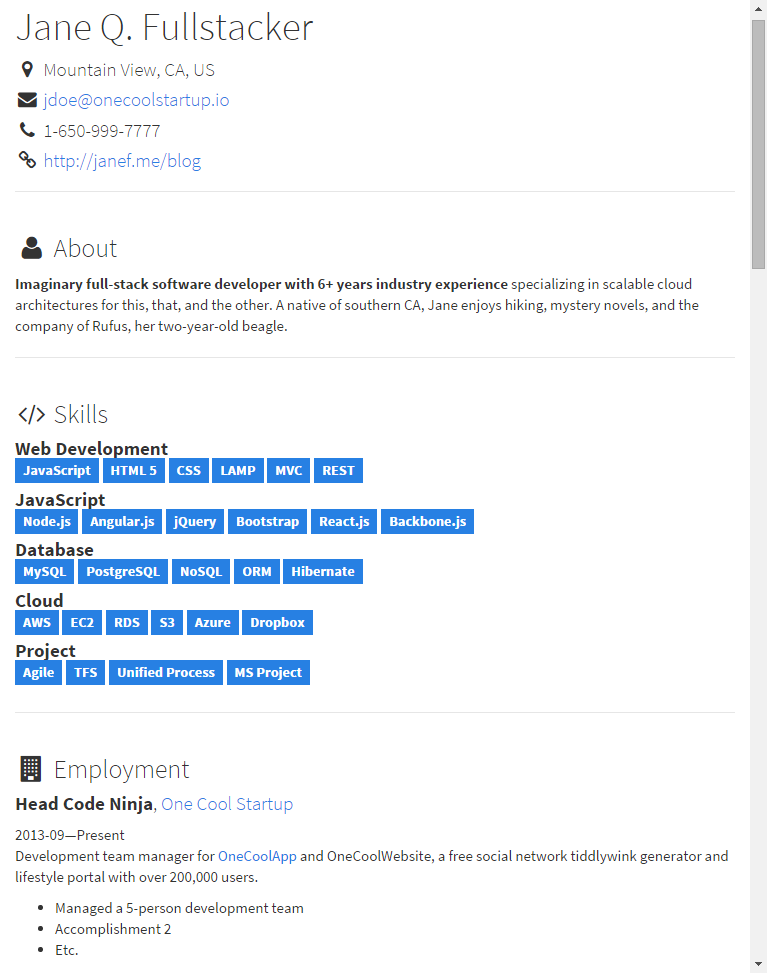 Jane Q. Fullstacker
Mountain View, CA, US
jdoe@onecoolstartup.io
1-650-999-7777
http://janef.me/blog
About
Imaginary full-stack software developer with 6+ years industry experience specializing in scalable cloud
architectures for this, that, and the other. A native of southern CA, Jane enjoys hiking, mystery novels, and the
company of Rufus, her two-year-old beagle.
</> Skills
Web Development
JavaScript HTML 5 CSS LAMP MVC REST
JavaScript
Node.js Angular.js jQuery Bootstrap React.js Backbone.js
Database
MySQL PostgreSQL NoSQL ORM Hibernate
Cloud
AWS EC2 RDS S3 Azure Dropbox
Project
Agile TFS Unified Process MS Project
Employment
Head Code Ninja, One Cool Startup
2013-09—Present
Development team manager for OneCoolApp and OneCoolWebsite, a free social network tiddlywink generator and
lifestyle portal with over 200,000 users.
• Managed a 5-person development team
• Accomplishment 2
• Etc.